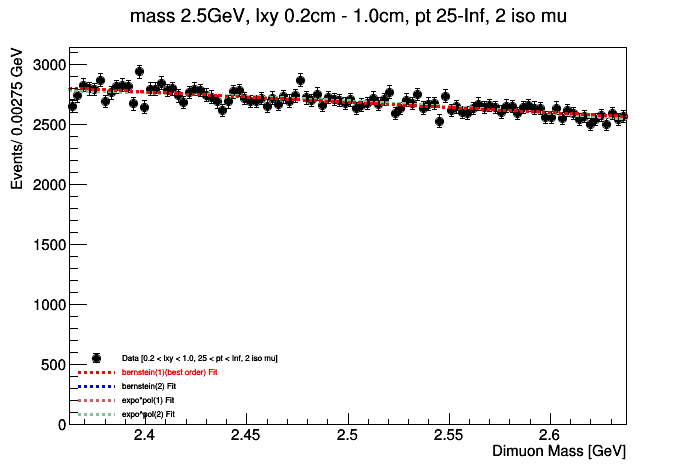 mass 2.5GeV, lxy 0.2cm - 1.0cm, pt 25-Inf, 2 iso mu
Events/ 0.00275 GeV
3000
2500
2000
1500
1000
500
0
Data [0.2 < lxy < 1.0, 25 < pt < Inf, 2 iso mu]
bernstein(1)(best order) Fit
bernstein(2) Fit
expo*pol(1) Fit
expo*pol(2) Fit
2.4 2.45 2.5 2.55 2.6
Dimuon Mass [GeV]